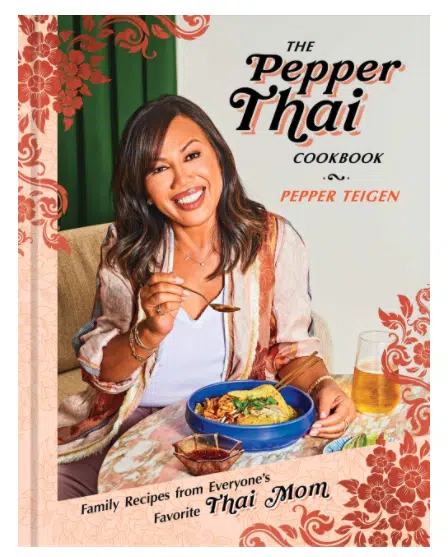 THE
Pepper
Thai
COOKBOOK
PEPPER TEIGEN
Family Recipes from Everyone's
Favorite Thai Mom